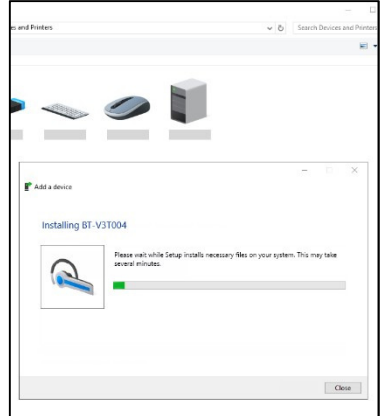 es and Printers
Search Devices and Printers
Add a device
Installing BT-V3T004
Please wait while Setup installs necessary files on your system. This may take
several minutes.
Close